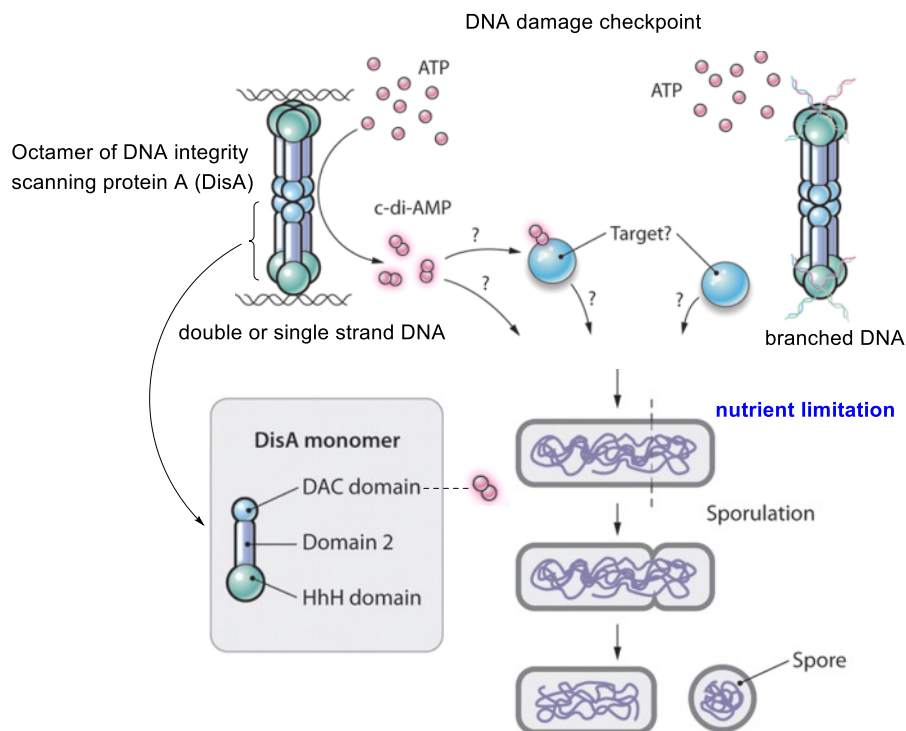 DNA damage checkpoint
ATP
ATP
Octamer of DNA integrity
scanning protein A (DisA)
c-di-AMP
?
Target?
?
?
?
double or single strand DNA
branched DNA
nutrient limitation
DisA monomer
DAC domain
Sporulation
Domain 2
HhH domain
Spore